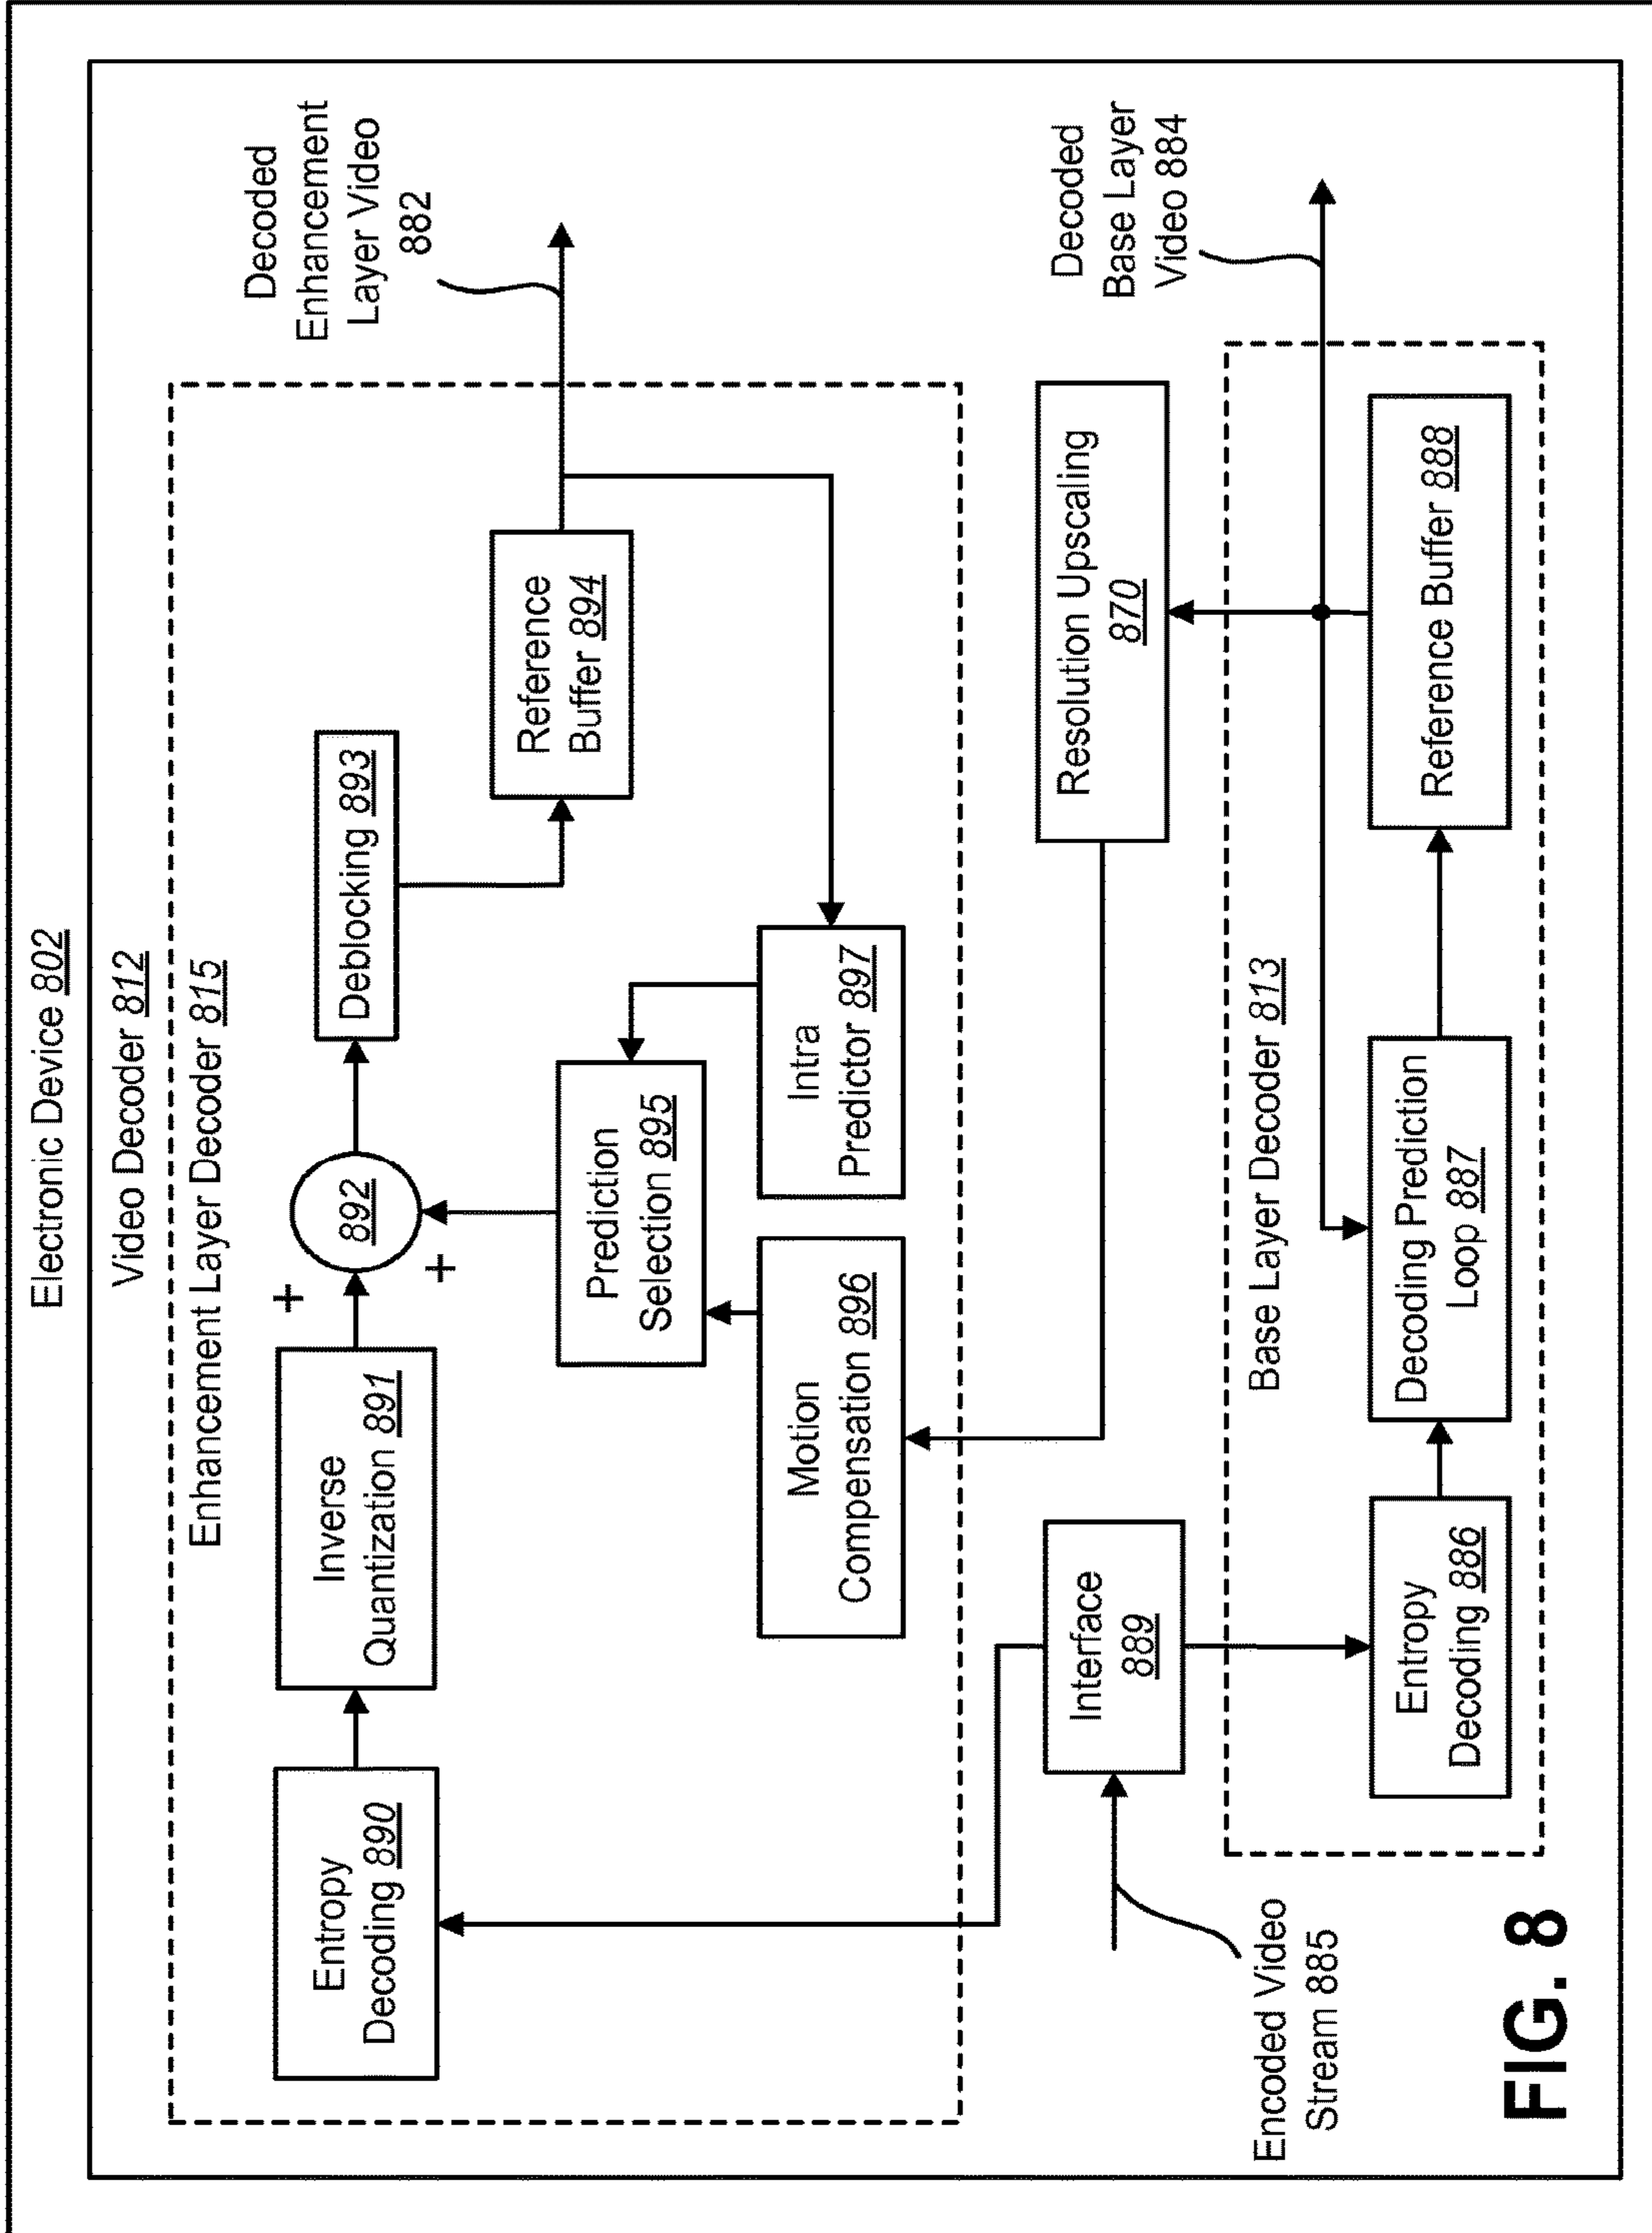 Electronic Device 802
Video Decoder 812
Enhancement Layer Decoder 815
Entropy
Decoding 890
Inverse
Quantization 891
+
+
892
Deblocking 893
Reference
Buffer 894
Decoded
Enhancement
Layer Video
882
Prediction
Selection 895
Motion
Compensation 896
Intra
Predictor 897
Interface
889
Resolution Upscaling
870
Decoded
Base Layer
Video 884
Encoded Video
Stream 885
Base Layer Decoder 813
Entropy
Decoding 886
Decoding Prediction
Loop 887
Reference Buffer 888
FIG. 8